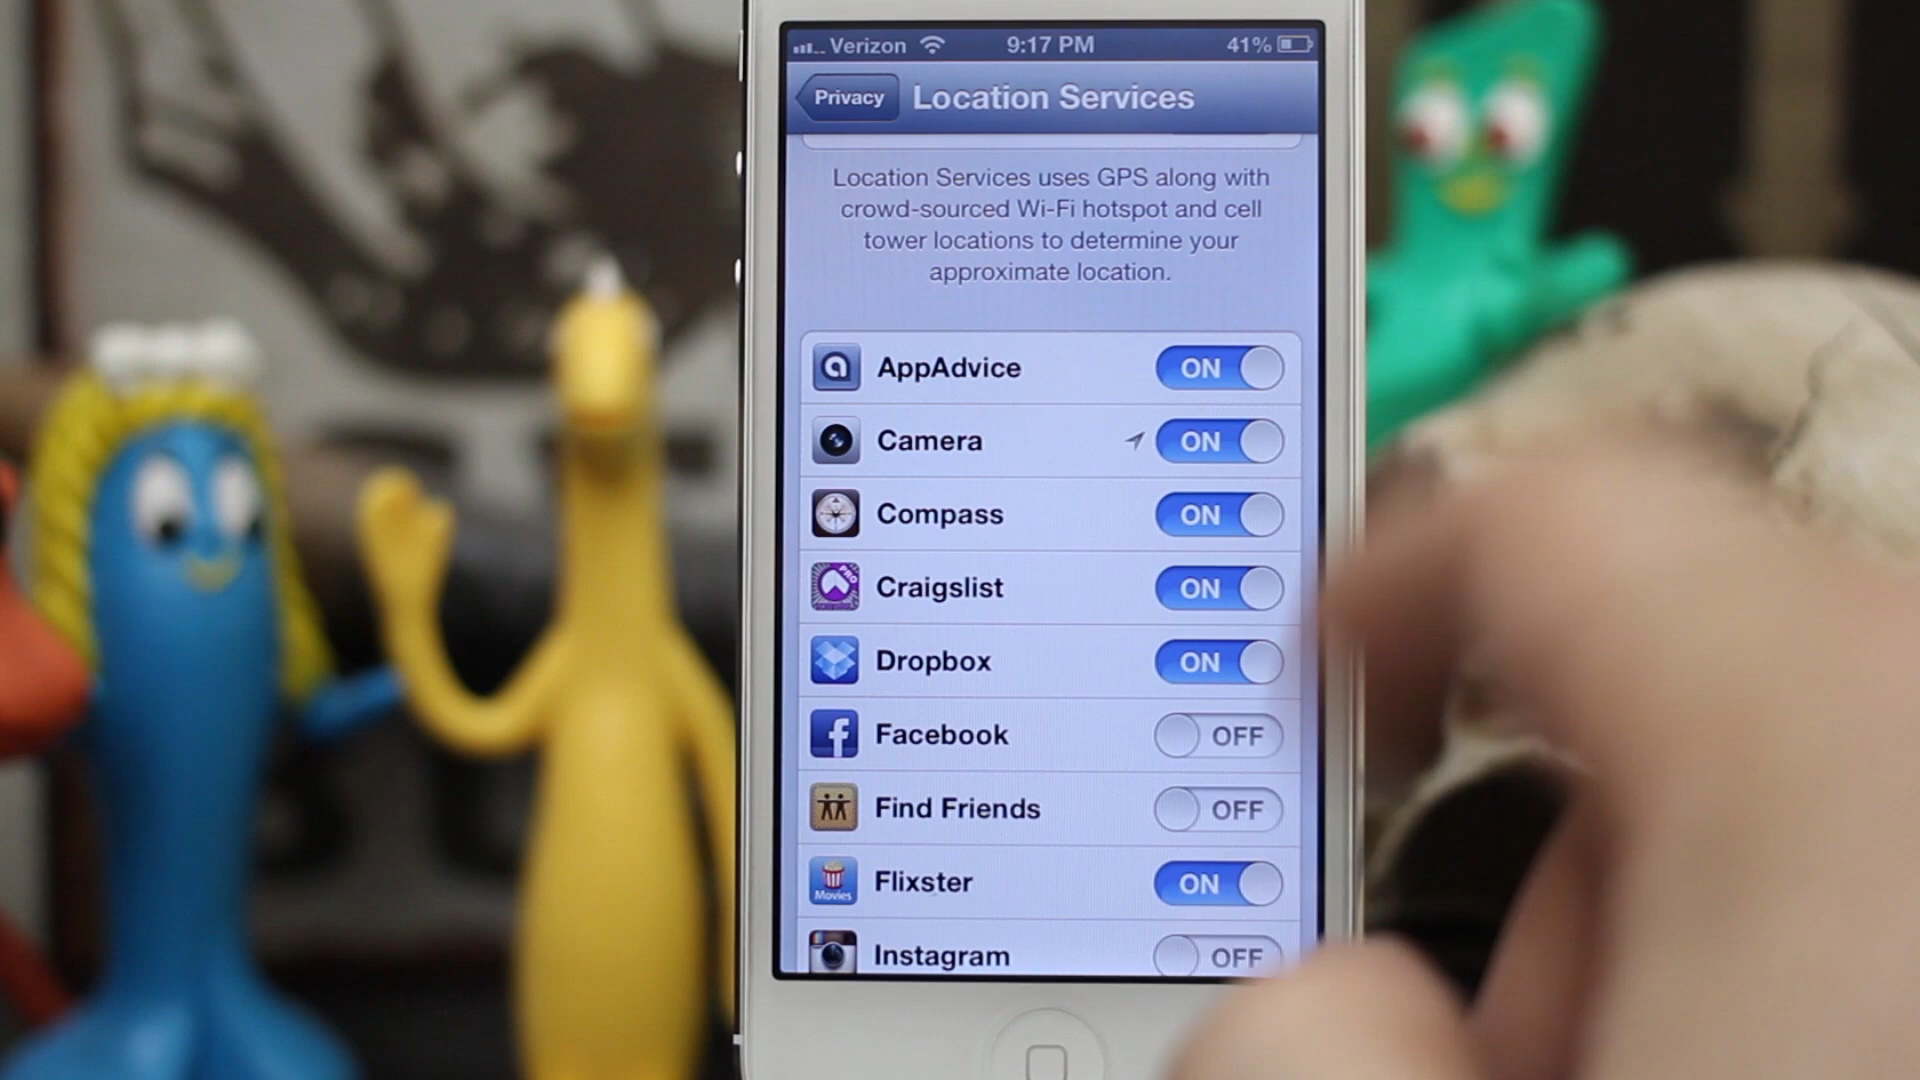 Verizon 9:17 PM 41%
Privacy Location Services
Location Services uses GPS along with
crowd-sourced Wi-Fi hotspot and cell
tower locations to determine your
approximate location.
AppAdvice ON
Camera ON
Compass ON
PRO
Craigslist ON
Dropbox ON
Facebook OFF
Find Friends OFF
Movies
Flixster ON
Instagram OFF